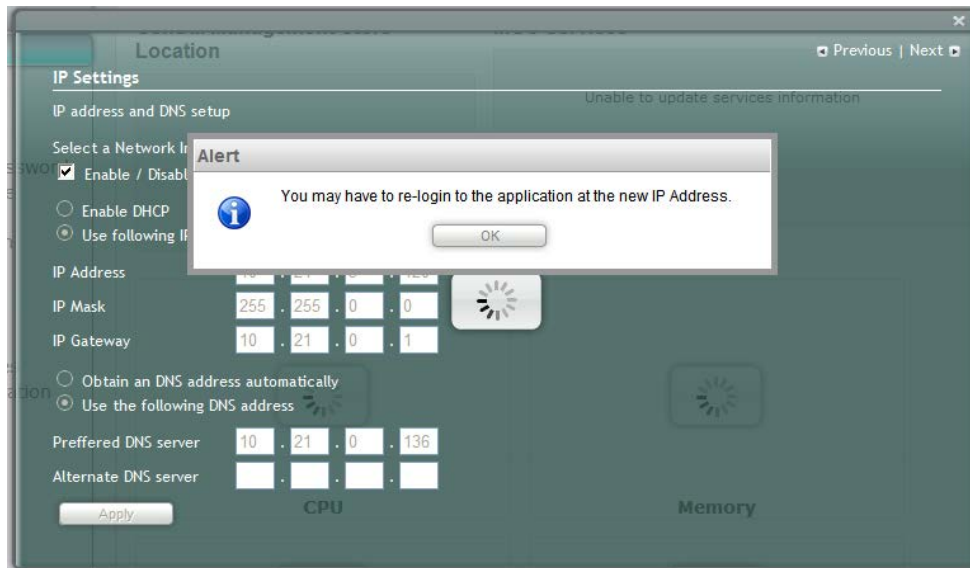 Location
Previous | Next
IP Settings
Unable to update services information
IP address and DNS setup
Select a Network
Alert
Enable / Disabl
You may have to re-login to the application at the new IP Address.
OK
Enable DHCP
Use following IP
IP Address
IP Mask 255 . 255 . 0 . 0
IP Gateway 10 . 21 . 0 . 1
Obtain an DNS address automatically
Use the following DNS address
Preffered DNS server 10 . 21 . 0 . 136
Alternate DNS server . . .
Apply
CPU
Memory